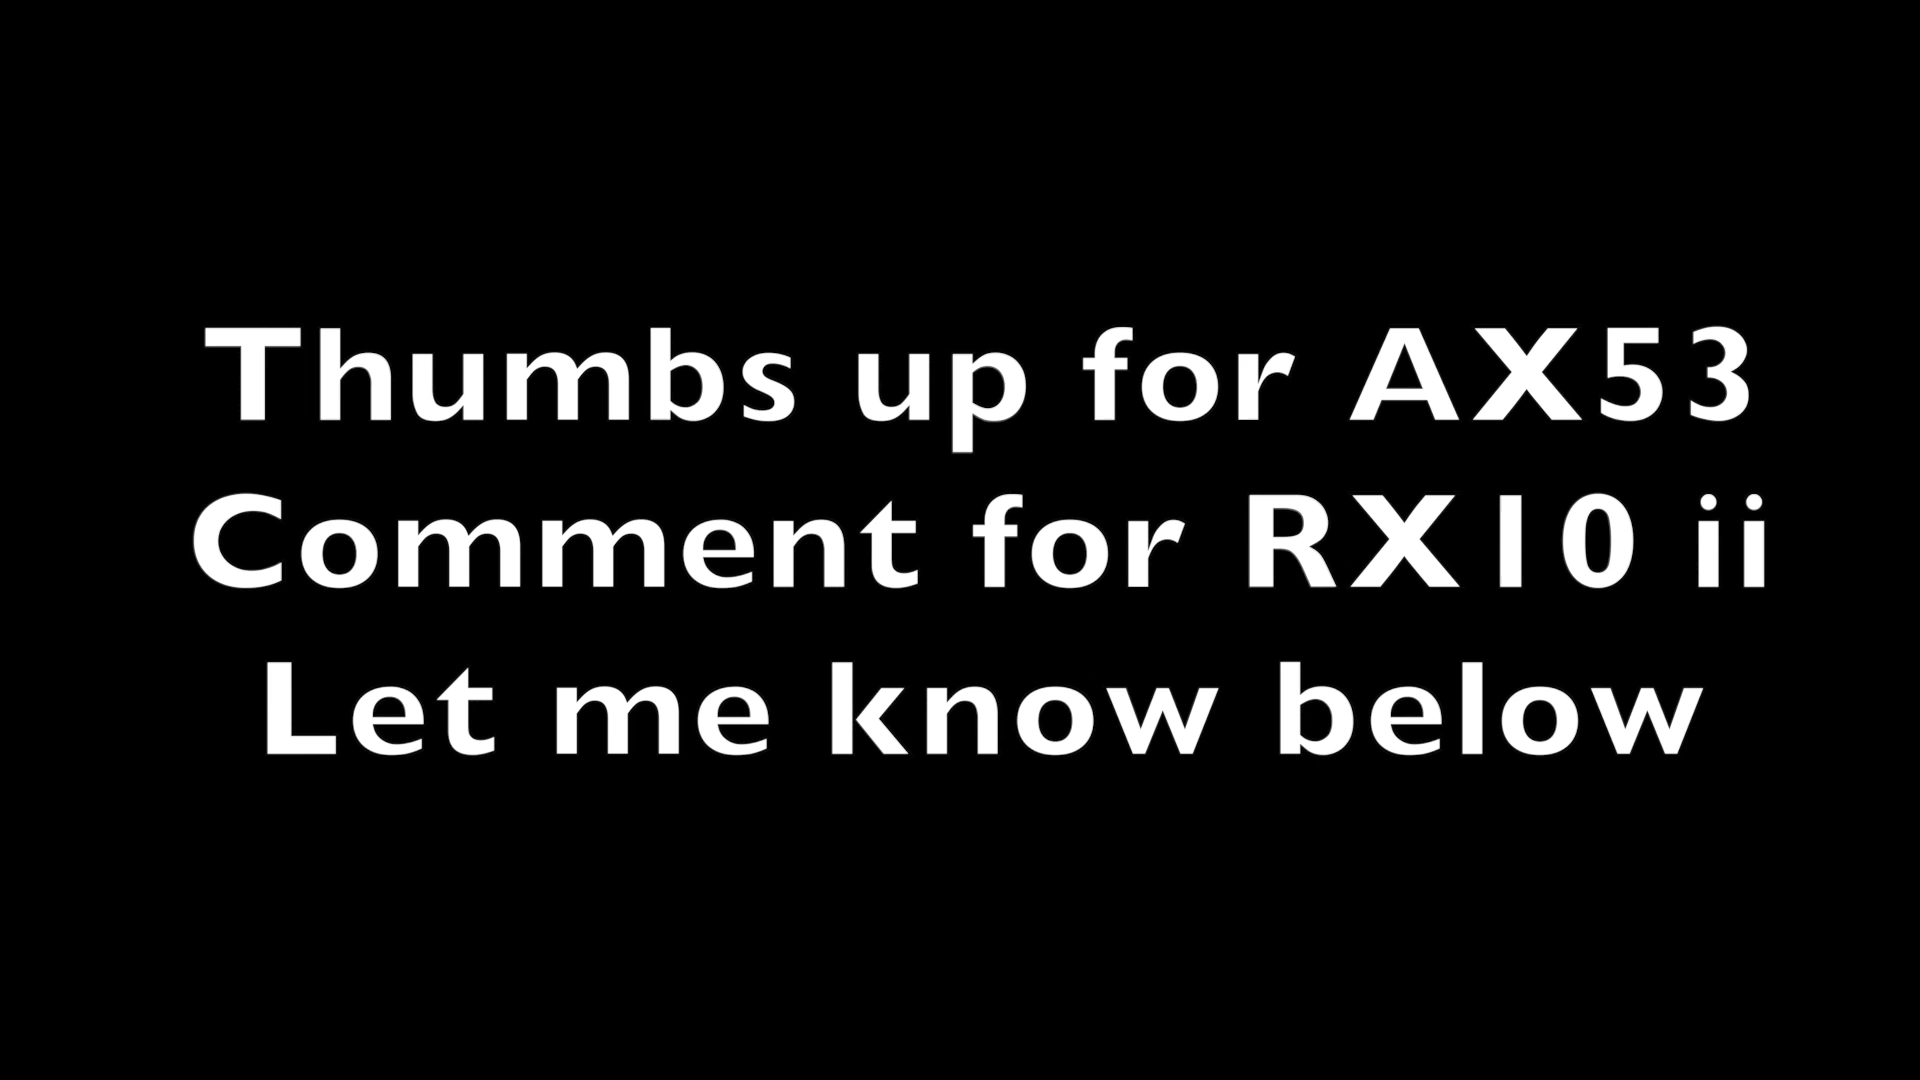 Thumbs up for AX53
Comment for RX10 ii
Let me know below